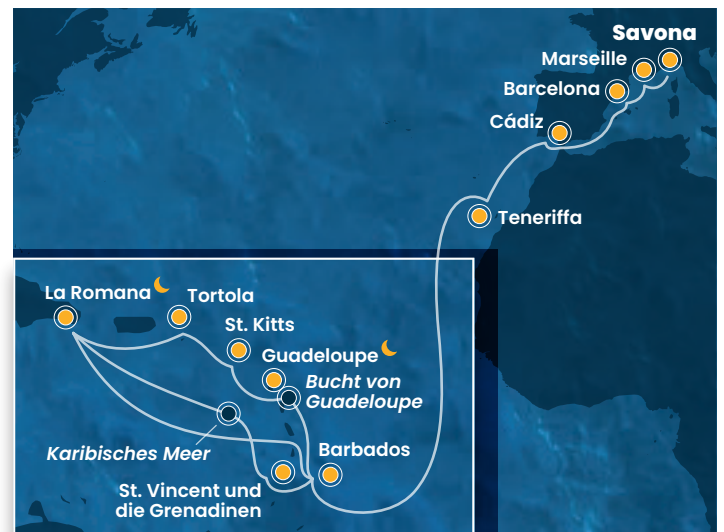 Savona
Marseille
Barcelona
Cádiz
Teneriffa
La Romana
Tortola
St. Kitts
Guadeloupe
Bucht von
Guadeloupe
Karibisches Meer
Barbados
St. Vincent und
die Grenadinen